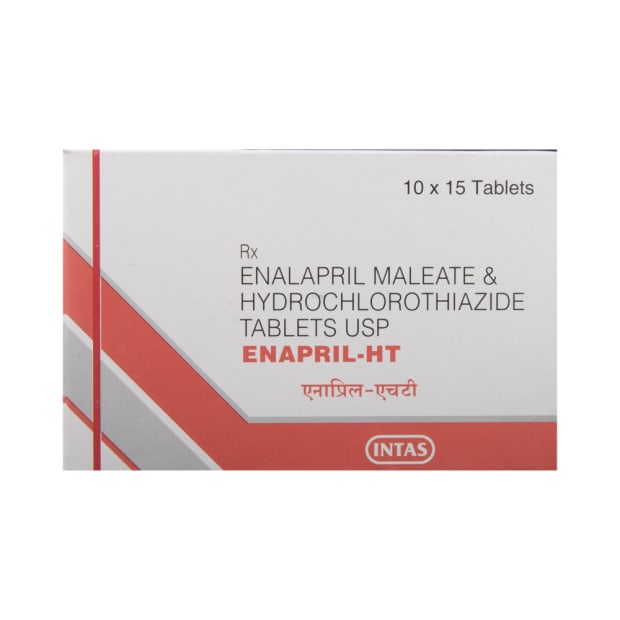 10 x 15 Tablets
Rx
ENALAPRIL MALEATE &
HYDROCHLOROTHIAZIDE
TABLETS USP
ENAPRIL-HT
एनाप्रिल-एचटी
INTAS